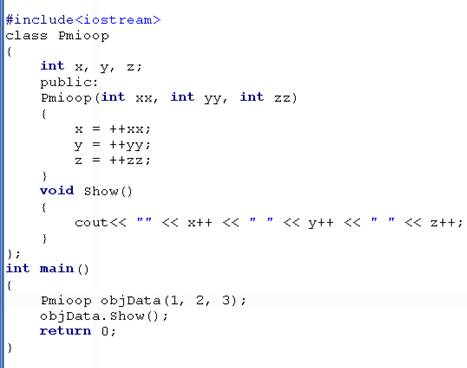 #include<iostream>
class Pmioop
{
    int x, y, z;
    public:
    Pmioop(int xx, int yy, int zz)
    {
        x = ++xx;
        y = ++yy;
        z = ++zz;
    }
    void Show()
    {
        cout<< "" << x++ << " " << y++ << " " << z++;
    }
};
int main()
{
    Pmioop objData(1, 2, 3);
    objData.Show();
    return 0;
}